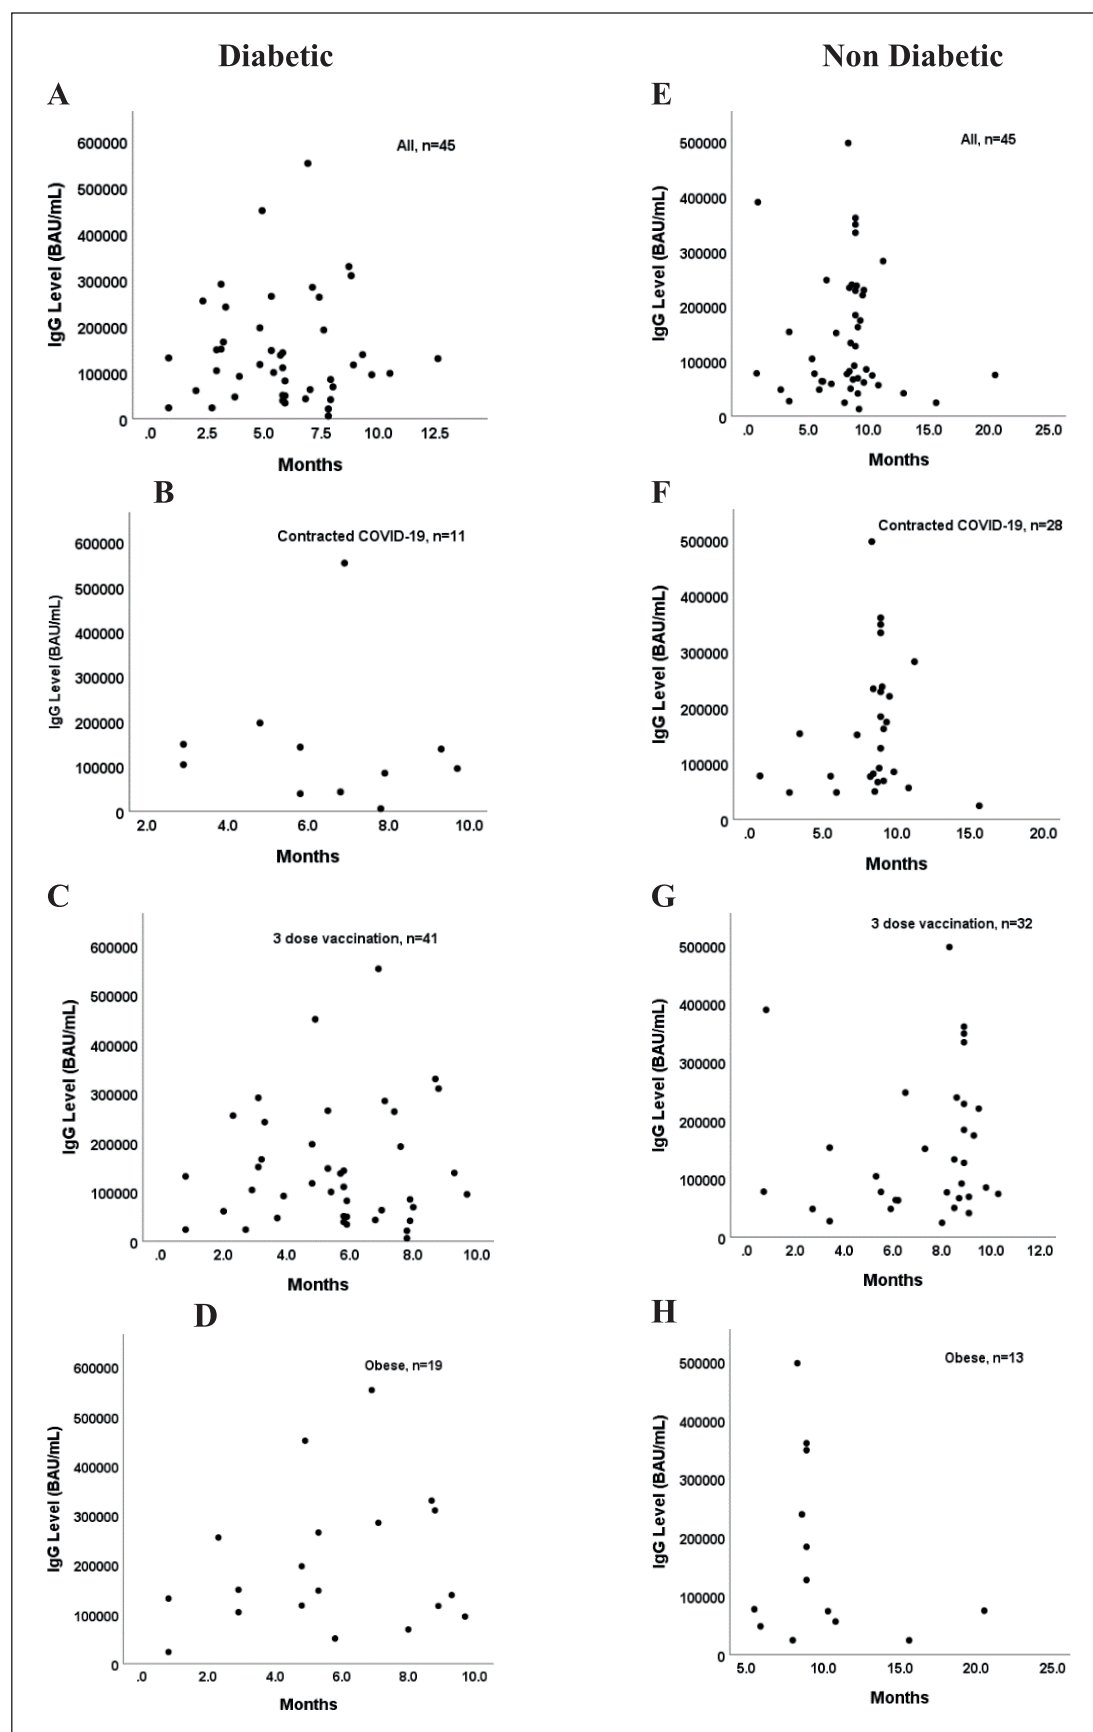 Diabetic
Non Diabetic
A
All, n=45
IgG Level (BAU/mL)
600000
500000
400000
300000
200000
100000
0
.0 2.5 5.0 7.5 10.0 12.5
Months
E
All, n=45
IgG Level (BAU/mL)
500000
400000
300000
200000
100000
0
.0 5.0 10.0 15.0 20.0 25.0
Months
B
Contracted COVID-19, n=11
IgG Level (BAU/mL)
600000
500000
400000
300000
200000
100000
0
2.0 4.0 6.0 8.0 10.0
Months
F
Contracted COVID-19, n=28
IgG Level (BAU/mL)
500000
400000
300000
200000
100000
0
.0 5.0 10.0 15.0 20.0
Months
C
3 dose vaccination, n=41
IgG Level (BAU/mL)
600000
500000
400000
300000
200000
100000
0
.0 2.0 4.0 6.0 8.0 10.0
Months
G
3 dose vaccination, n=32
IgG Level (BAU/mL)
500000
400000
300000
200000
100000
0
.0 2.0 4.0 6.0 8.0 10.0 12.0
Months
D
Obese, n=19
IgG Level (BAU/mL)
600000
500000
400000
300000
200000
100000
0
.0 2.0 4.0 6.0 8.0 10.0
Months
H
Obese, n=13
IgG Level (BAU/mL)
500000
400000
300000
200000
100000
0
5.0 10.0 15.0 20.0 25.0
Months